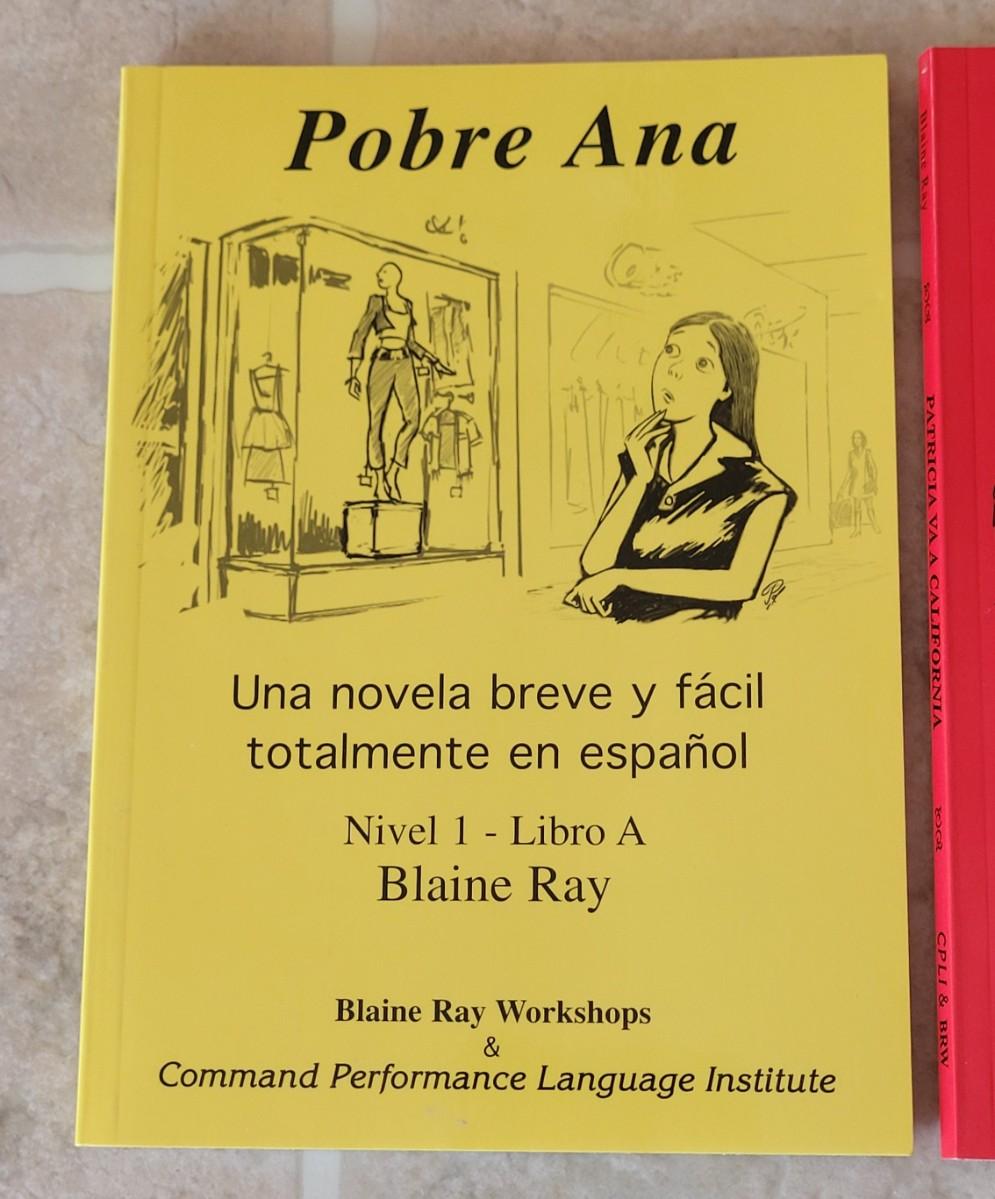 Pobre Ana
Una novela breve y fácil
totalmente en español
Nivel 1 - Libro A
Blaine Ray
Blaine Ray Workshops
&
Command Performance Language Institute
Blaine Ray
PATRICIA VA A CALIFORNIA
CPLI & BRW